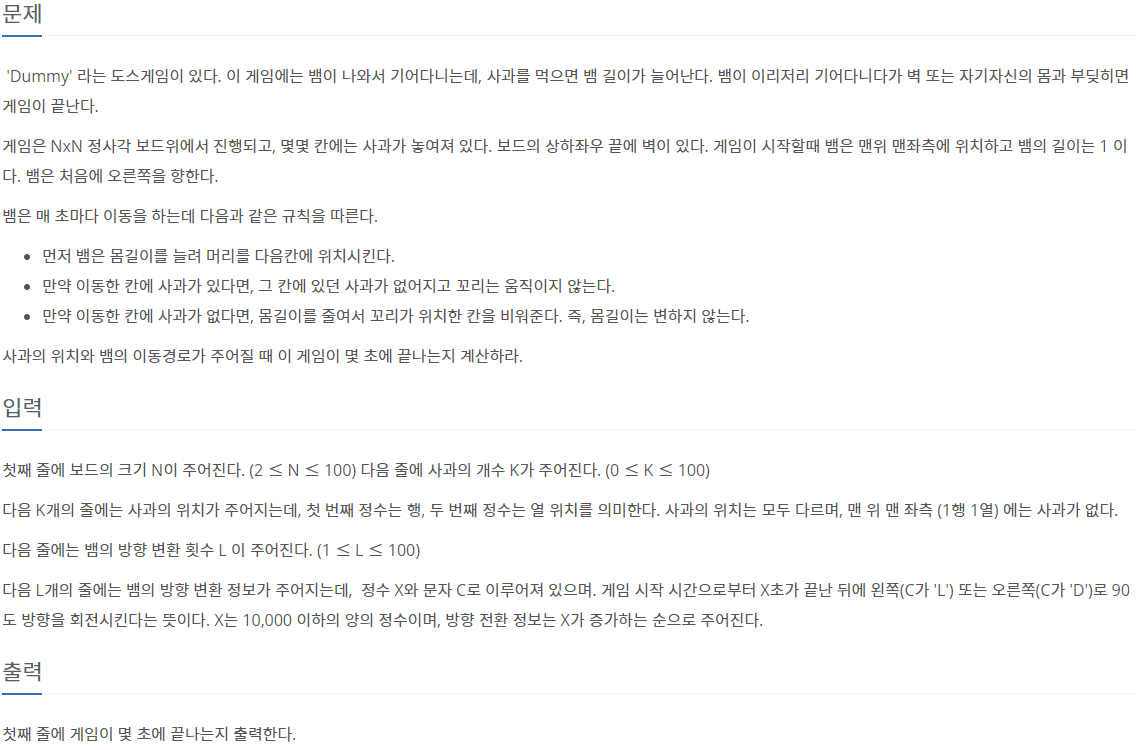 문제
'Dummy' 라는 도스게임이 있다. 이 게임에는 뱀이 나와서 기어다니는데, 사과를 먹으면 뱀 길이가 늘어난다. 뱀이 이리저리 기어다니다가 벽 또는 자기자신의 몸과 부딪히면
게임이 끝난다.
게임은 NxN 정사각 보드위에서 진행되고, 몇몇 칸에는 사과가 놓여져 있다. 보드의 상하좌우 끝에 벽이 있다. 게임이 시작할때 뱀은 맨위 맨좌측에 위치하고 뱀의 길이는 1 이
다. 뱀은 처음에 오른쪽을 향한다.
뱀은 매 초마다 이동을 하는데 다음과 같은 규칙을 따른다.
• 먼저 뱀은 몸길이를 늘려 머리를 다음칸에 위치시킨다.
• 만약 이동한 칸에 사과가 있다면, 그 칸에 있던 사과가 없어지고 꼬리는 움직이지 않는다.
• 만약 이동한 칸에 사과가 없다면, 몸길이를 줄여서 꼬리가 위치한 칸을 비워준다. 즉, 몸길이는 변하지 않는다.
사과의 위치와 뱀의 이동경로가 주어질 때 이 게임이 몇 초에 끝나는지 계산하라.
입력
첫째 줄에 보드의 크기 N이 주어진다. (2 ≤ N ≤ 100) 다음 줄에 사과의 개수 K가 주어진다. (0 ≤ K ≤ 100)
다음 K개의 줄에는 사과의 위치가 주어지는데, 첫 번째 정수는 행, 두 번째 정수는 열 위치를 의미한다. 사과의 위치는 모두 다르며, 맨 위 맨 좌측 (1행 1열) 에는 사과가 없다.
다음 줄에는 뱀의 방향 변환 횟수 L 이 주어진다. (1 ≤ L ≤ 100)
다음 L개의 줄에는 뱀의 방향 변환 정보가 주어지는데, 정수 X와 문자 C로 이루어져 있으며. 게임 시작 시간으로부터 X초가 끝난 뒤에 왼쪽(C가 'L') 또는 오른쪽(C가 'D')로 90
도 방향을 회전시킨다는 뜻이다. X는 10,000 이하의 양의 정수이며, 방향 전환 정보는 X가 증가하는 순으로 주어진다.
출력
첫째 줄에 게임이 몇 초에 끝나는지 출력한다.